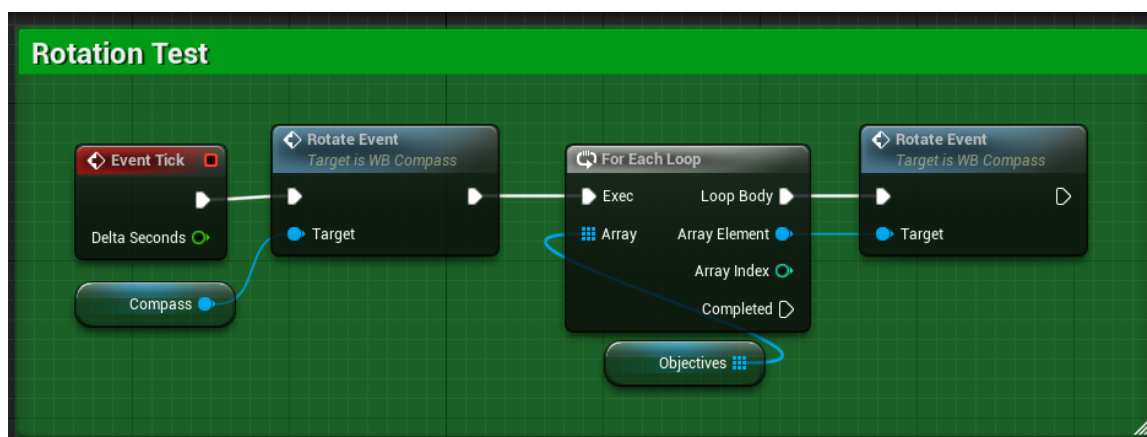 Rotation Test
Event Tick
Delta Seconds
Compass
Rotate Event
Target is WB Compass
Target
For Each Loop
Exec
Loop Body
Array
Array Element
Array Index
Completed
Objectives
Rotate Event
Target is WB Compass
Target